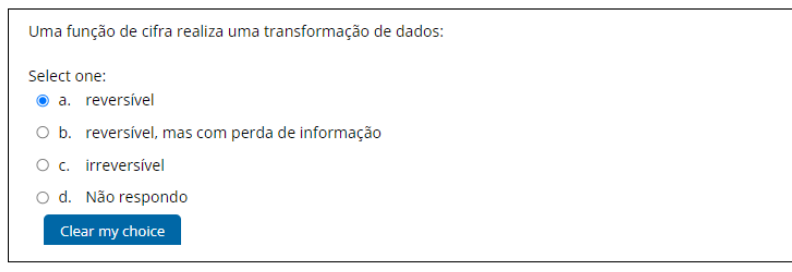 Uma função de cifra realiza uma transformação de dados:
Select one:
a. reversível
b. reversível, mas com perda de informação
c. irreversível
d. Não respondo
Clear my choice